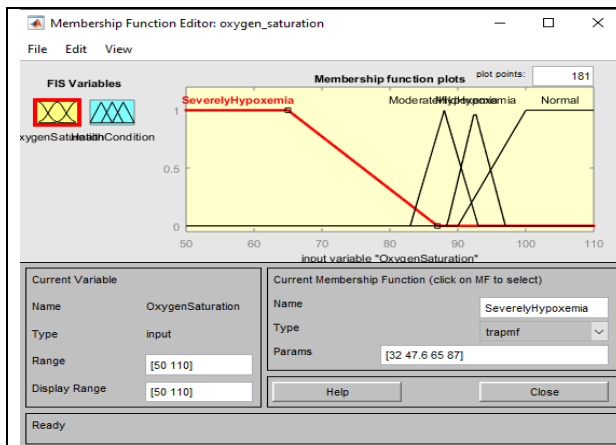 Membership Function Editor: oxygen_saturation
File Edit View
FIS Variables
Membership function plots
plot points:
181
SeverelyHypoxemia
Normal
1
0.5
0
50 60 70 80 90 100 110
input variable "OxygenSaturation"
Current Variable
Name OxygenSaturation
Type input
Range [50 110]
Display Range [50 110]
Current Membership Function (click on MF to select)
Name SeverelyHypoxemia
Type trapmf
Params [32 47.6 65 87]
Help Close
Ready